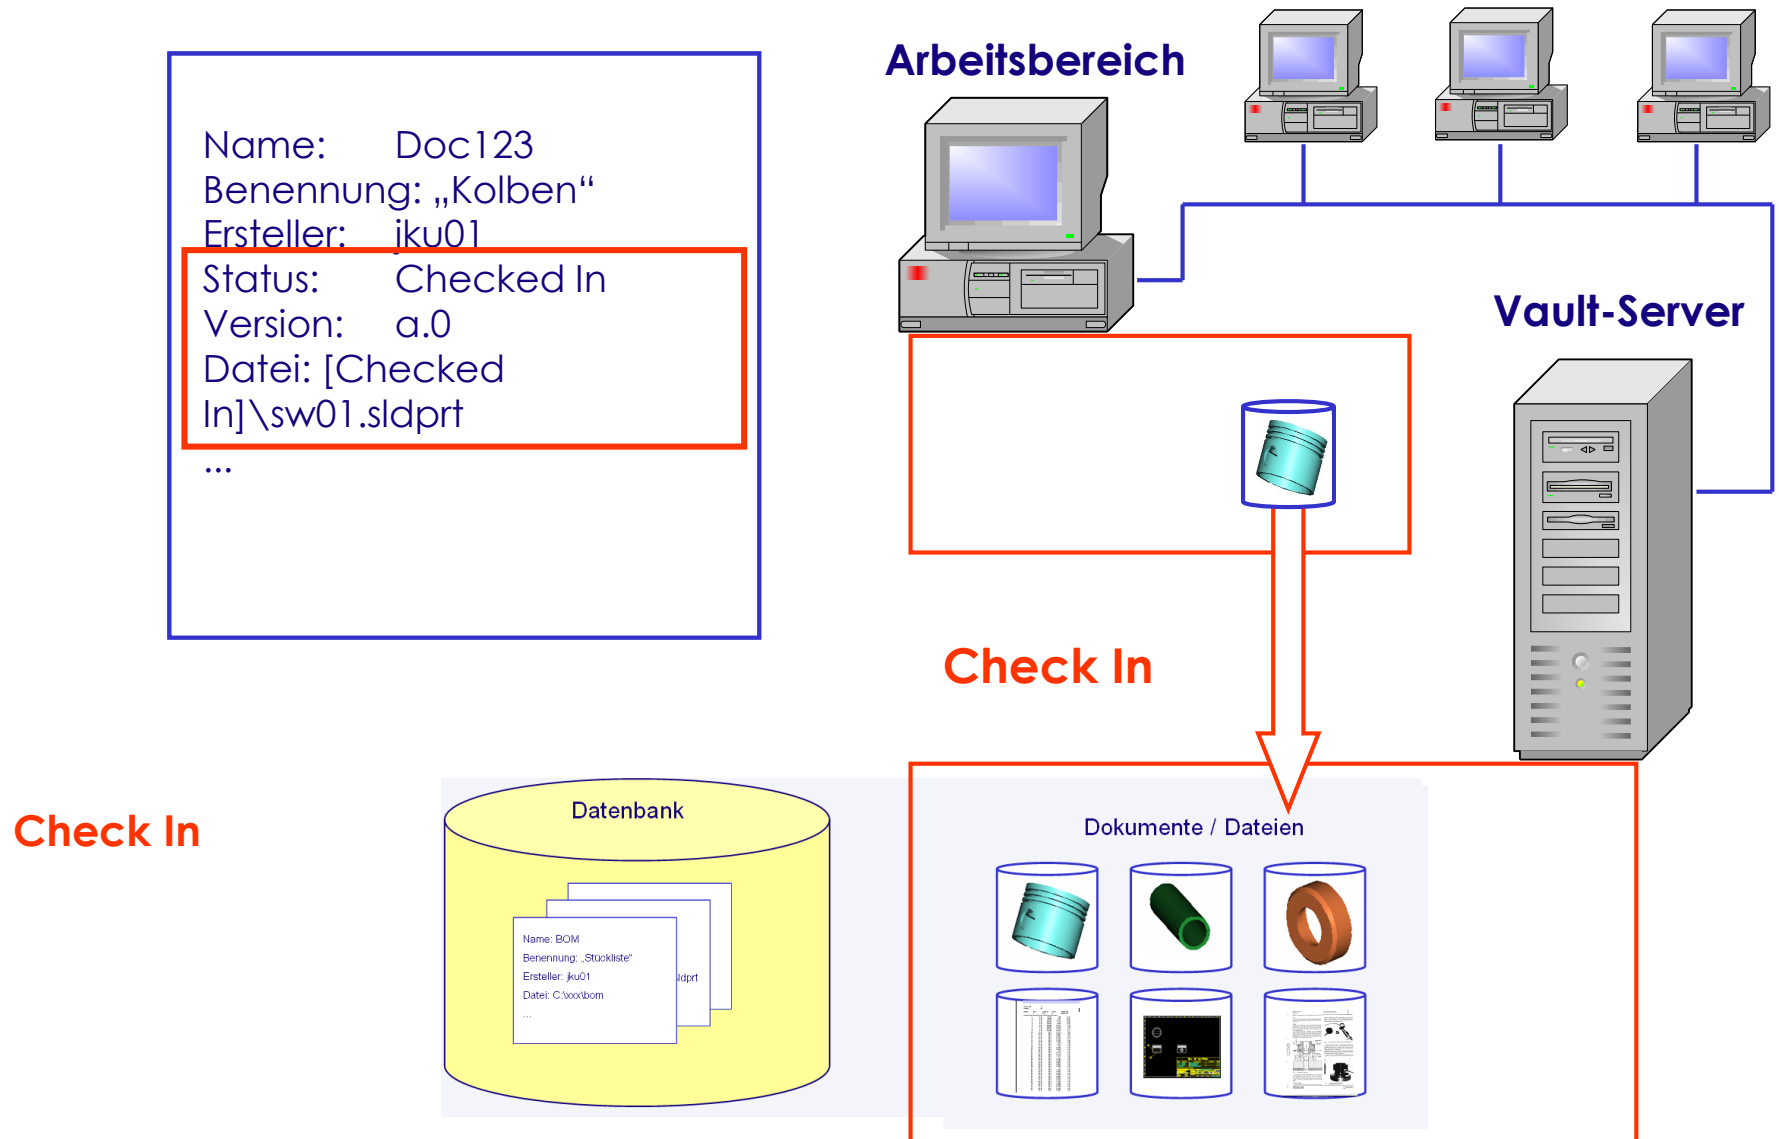 Arbeitsbereich
Name: Doc123
Benennung: „Kolben“
Ersteller: jku01
Status: Checked In
Version: a.0
Datei: [Checked
In]\sw01.sldprt
...
Vault-Server
Check In
Check In
Datenbank
Name: BOM
Benennung: „Stückliste“
Ersteller: jku01
Datei: C:\xxx\bom
...
sldprt
Dokumente / Dateien